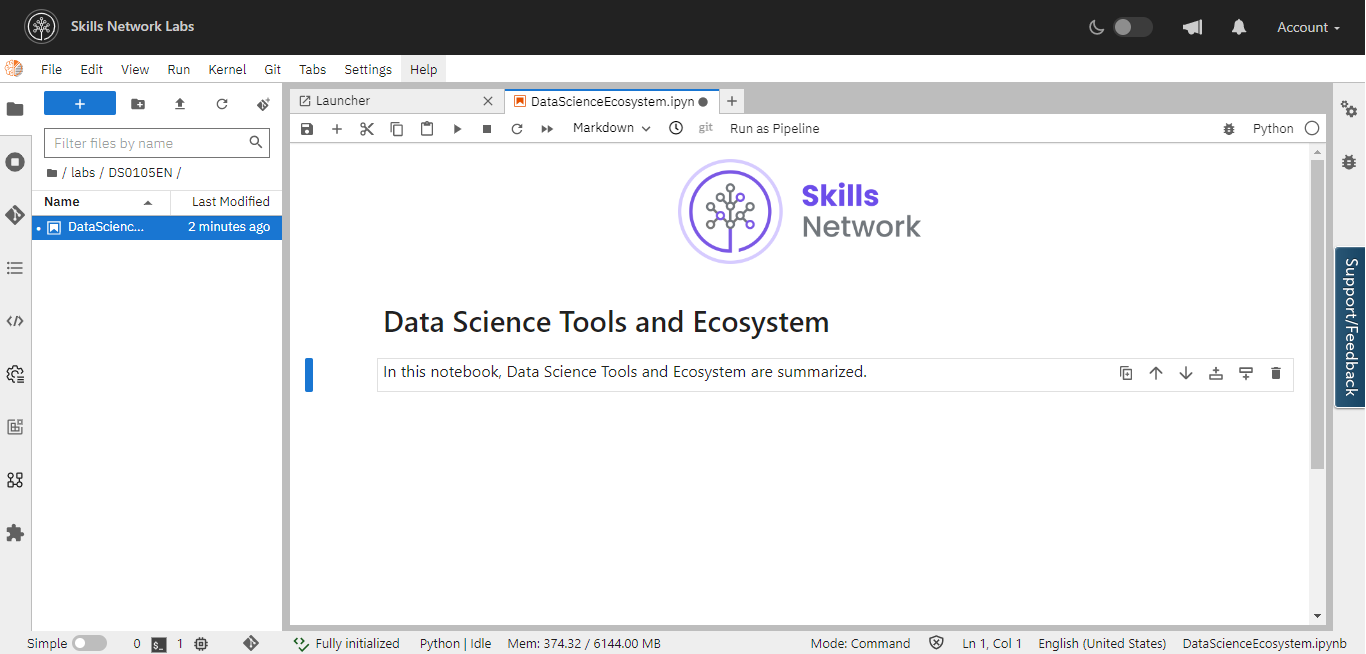 Skills Network Labs
Account
File Edit View Run Kernel Git Tabs Settings Help
Launcher
DataScienceEcosystem.ipyn
Filter files by name
Markdown
git
Run as Pipeline
Python
/ labs / DS0105EN /
Name
Last Modified
DataScienc...
2 minutes ago
Skills
Network
Data Science Tools and Ecosystem
In this notebook, Data Science Tools and Ecosystem are summarized.
Support/Feedback
Simple
0
$_
1
Fully initialized
Python | Idle
Mem: 374.32 / 6144.00 MB
Mode: Command
Ln 1, Col 1
English (United States)
DataScienceEcosystem.ipynb